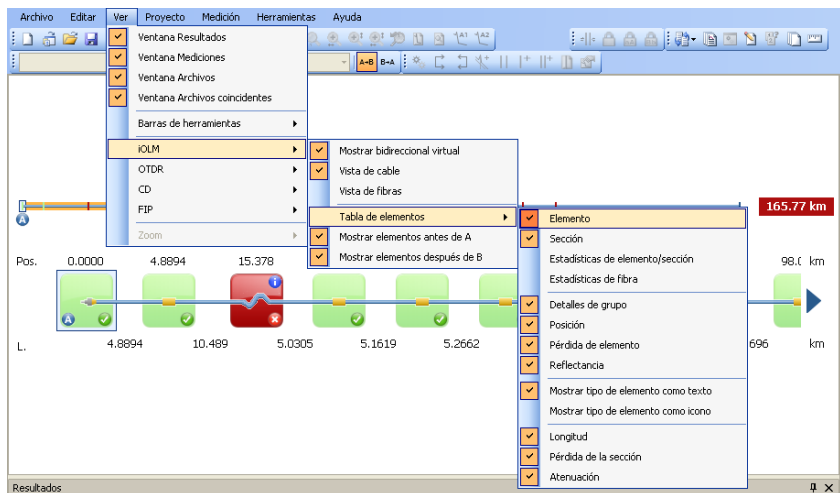 Archivo Editar Ver Proyecto Medición Herramientas Ayuda
Ventana Resultados
Ventana Mediciones
Ventana Archivos
Ventana Archivos coincidentes
Barras de herramientas
iOLM
OTDR
CD
FIP
Zoom
A→B B→A
Mostrar bidireccional virtual
Vista de cable
Vista de fibras
Tabla de elementos
Mostrar elementos antes de A
Mostrar elementos después de B
Elemento
Sección
Estadísticas de elemento/sección
Estadísticas de fibra
Detalles de grupo
Posición
Pérdida de elemento
Reflectancia
Mostrar tipo de elemento como texto
Mostrar tipo de elemento como icono
Longitud
Pérdida de la sección
Atenuación
165.77 km
A
Pos. 0.0000 4.8894 15.378 98.0 km
A
L. 4.8894 10.489 5.0305 5.1619 5.2662 696 km
Resultados